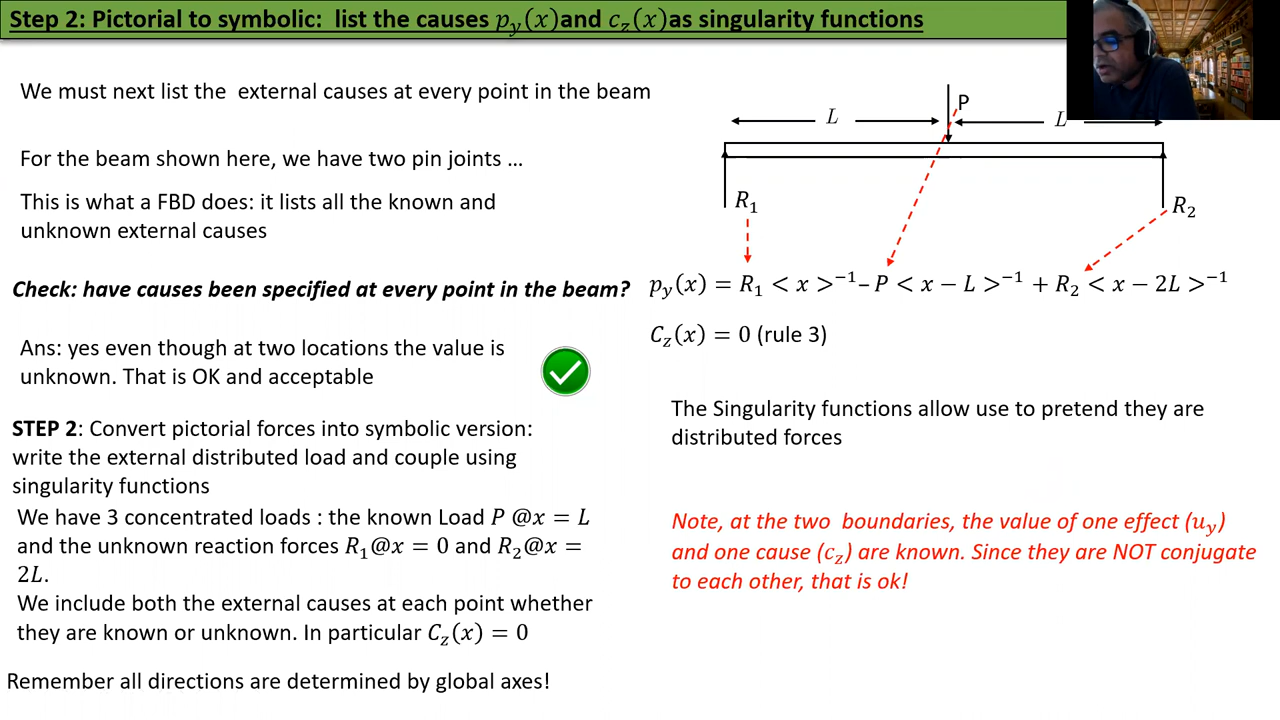 Step 2: Pictorial to symbolic: list the causes p_y(x)and c_z(x)as singularity functions
We must next list the external causes at every point in the beam
For the beam shown here, we have two pin joints …
This is what a FBD does: it lists all the known and
unknown external causes
Check: have causes been specified at every point in the beam?
Ans: yes even though at two locations the value is
unknown. That is OK and acceptable
STEP 2: Convert pictorial forces into symbolic version:
write the external distributed load and couple using
singularity functions
We have 3 concentrated loads : the known Load P @x = L
and the unknown reaction forces R_1@x = 0 and R_2@x =
2L.
We include both the external causes at each point whether
they are known or unknown. In particular C_z(x) = 0
Remember all directions are determined by global axes!
P
L
L
R_1
R_2
p_y(x) = R_1 < x >^−1 – P < x − L >^−1 + R_2 < x − 2L >^−1
C_z(x) = 0 (rule 3)
The Singularity functions allow use to pretend they are
distributed forces
Note, at the two boundaries, the value of one effect (u_y)
and one cause (c_z) are known. Since they are NOT conjugate
to each other, that is ok!